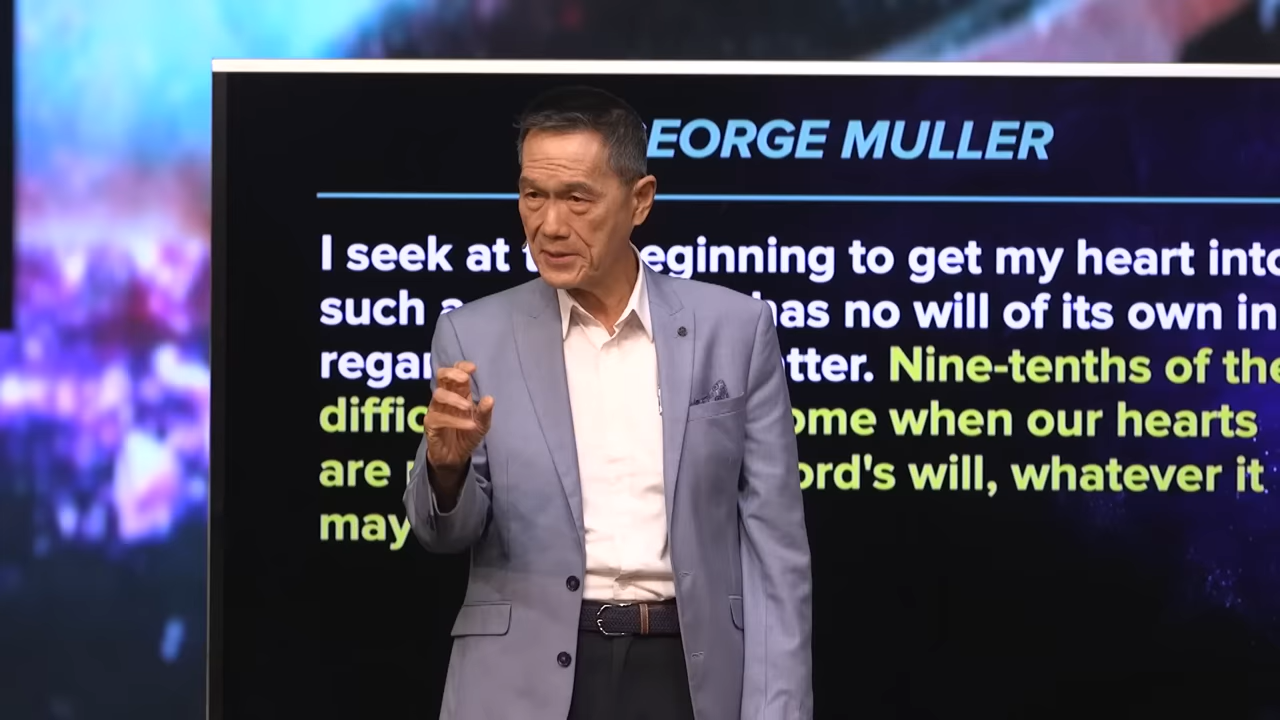 EORGE MULLER
I seek at eginning to get my heart into
such a has no will of its own in
regar tter. Nine-tenths of the
diffic ome when our hearts
are ord's will, whatever it
may